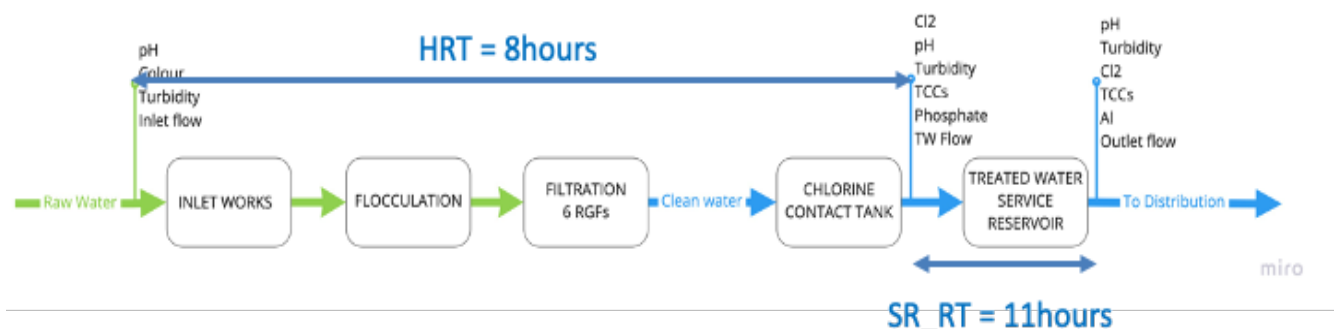 pH
Colour
Turbidity
Inlet flow
HRT = 8hours
Cl2
pH
Turbidity
TCCs
Phosphate
TW Flow
pH
Turbidity
Cl2
TCCs
Al
Outlet flow
Raw Water
INLET WORKS
FLOCCULATION
FILTRATION
6 RGFs
Clean water
CHLORINE
CONTACT TANK
TREATED WATER
SERVICE
RESERVOIR
To Distribution
miro
SR_RT = 11hours